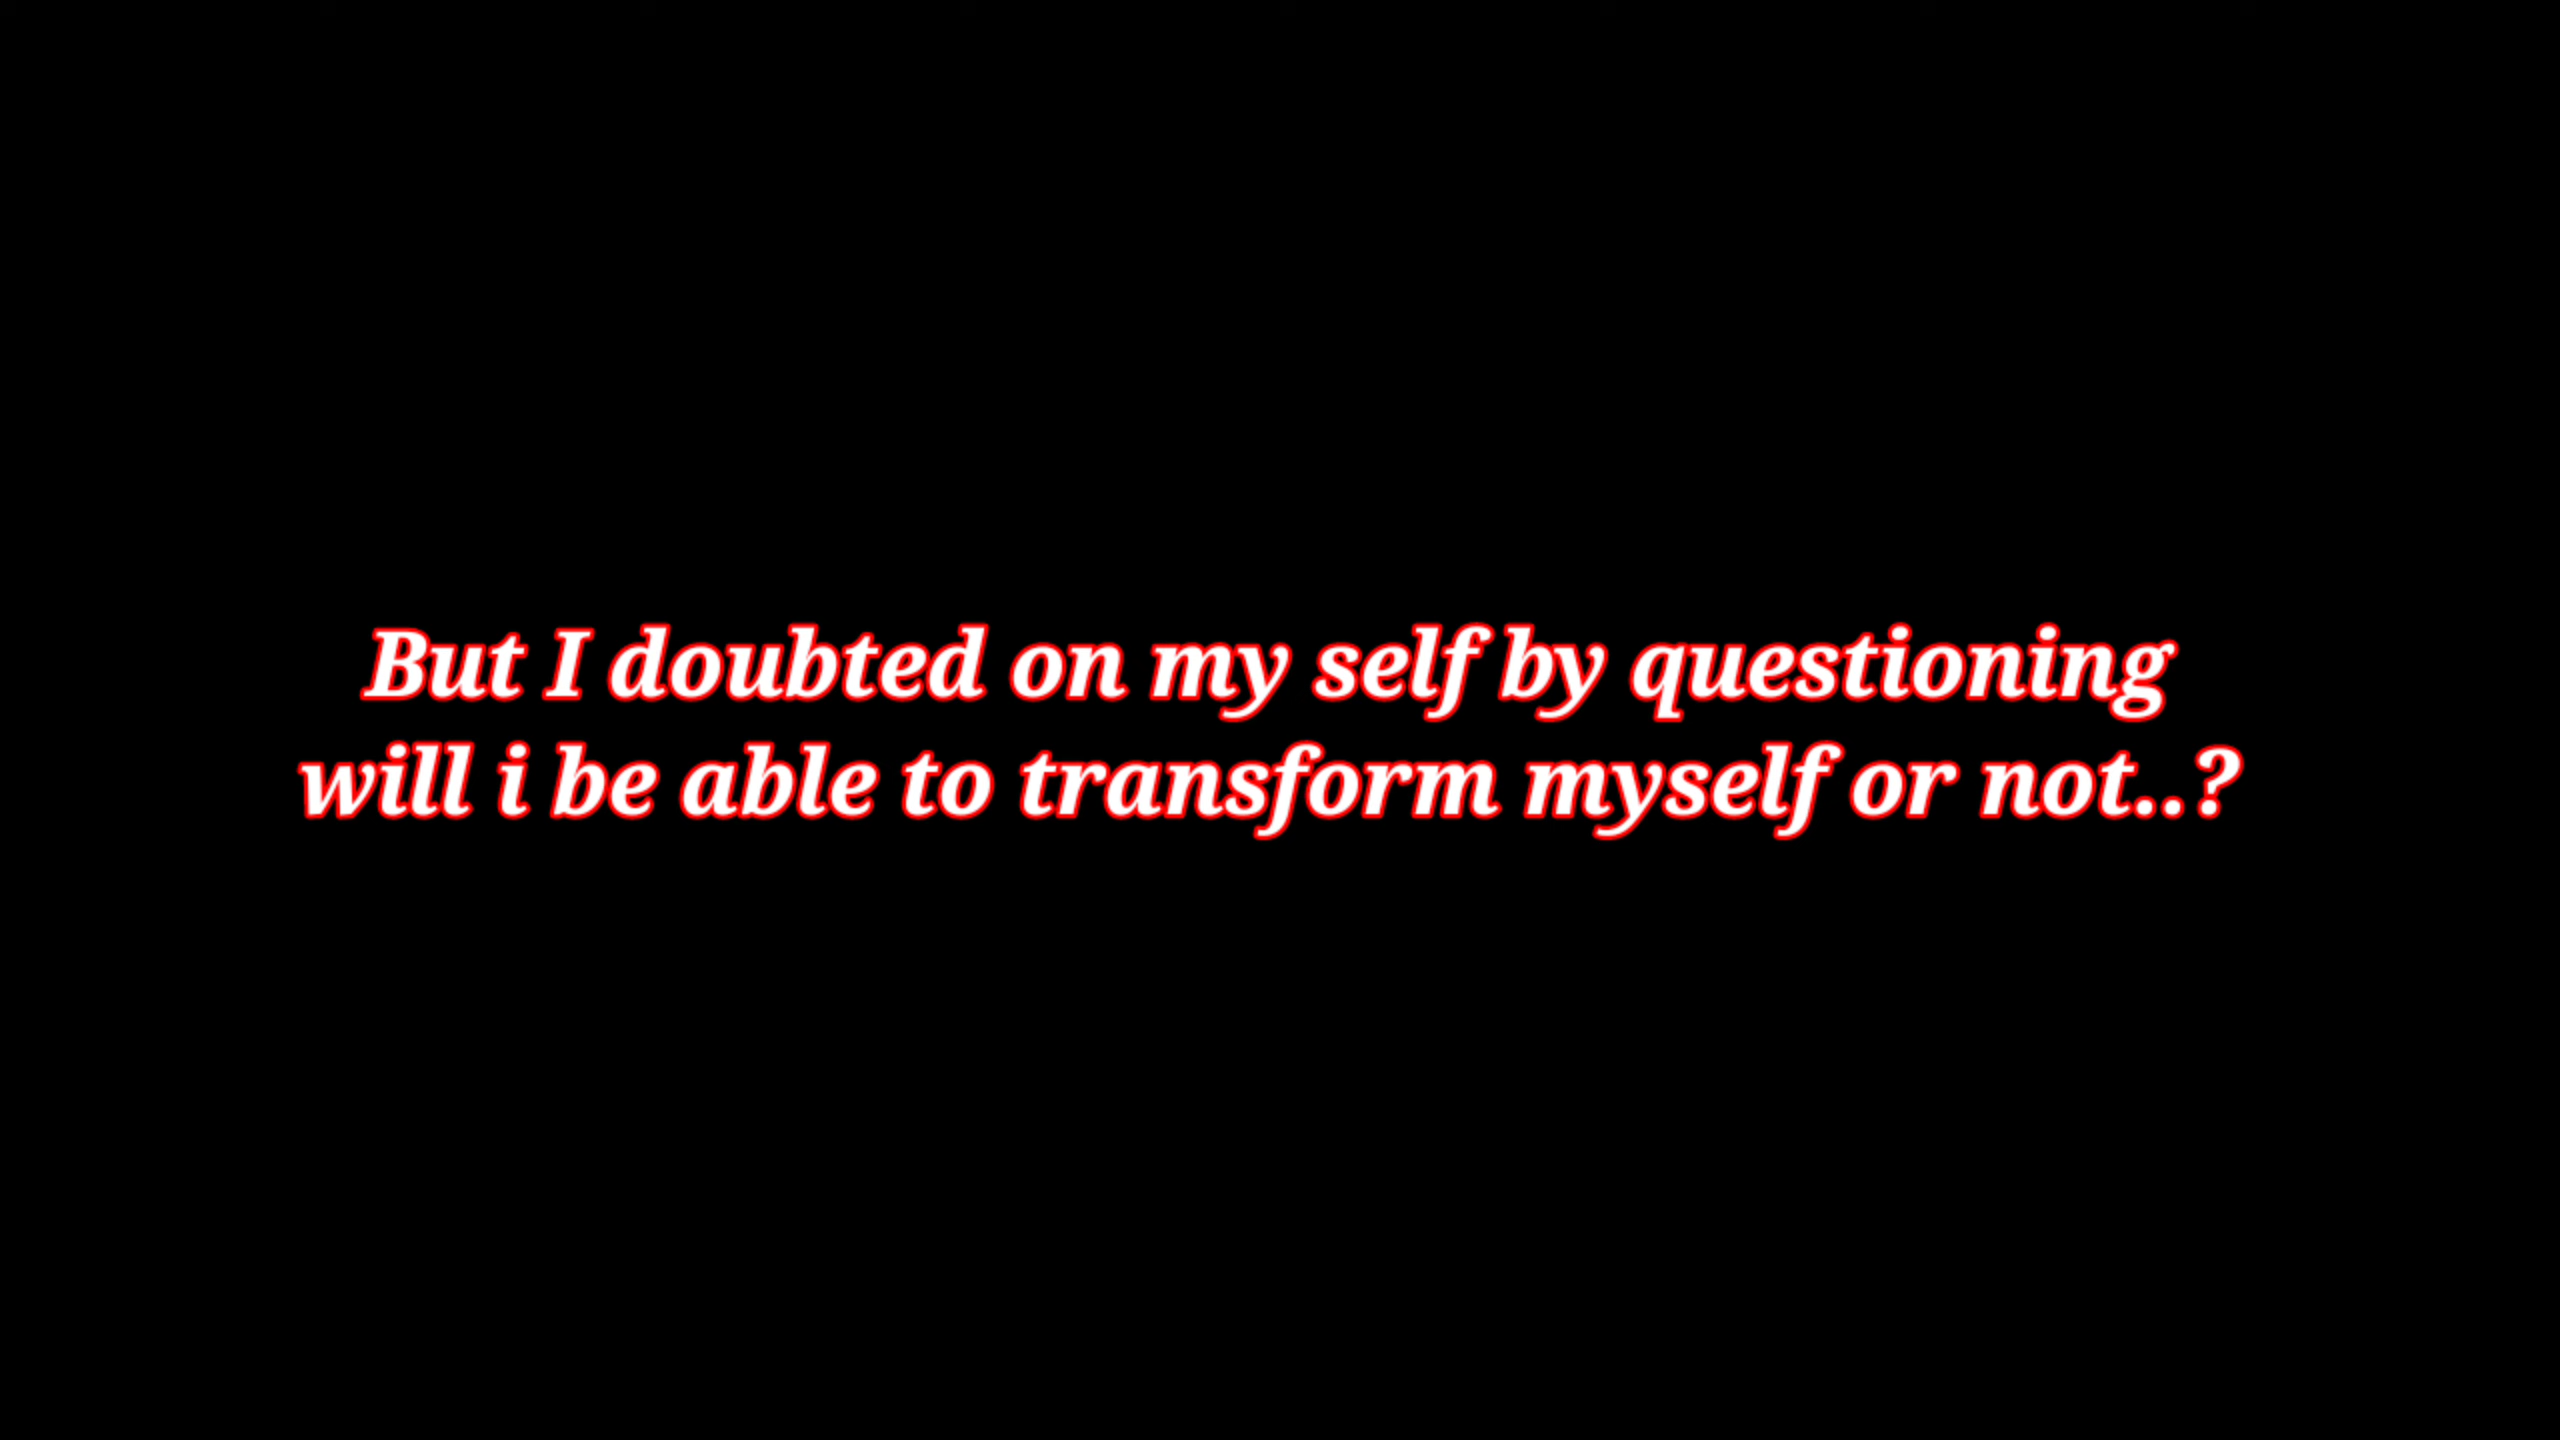 But I doubted on my self by questioning
will i be able to transform myself or not..?